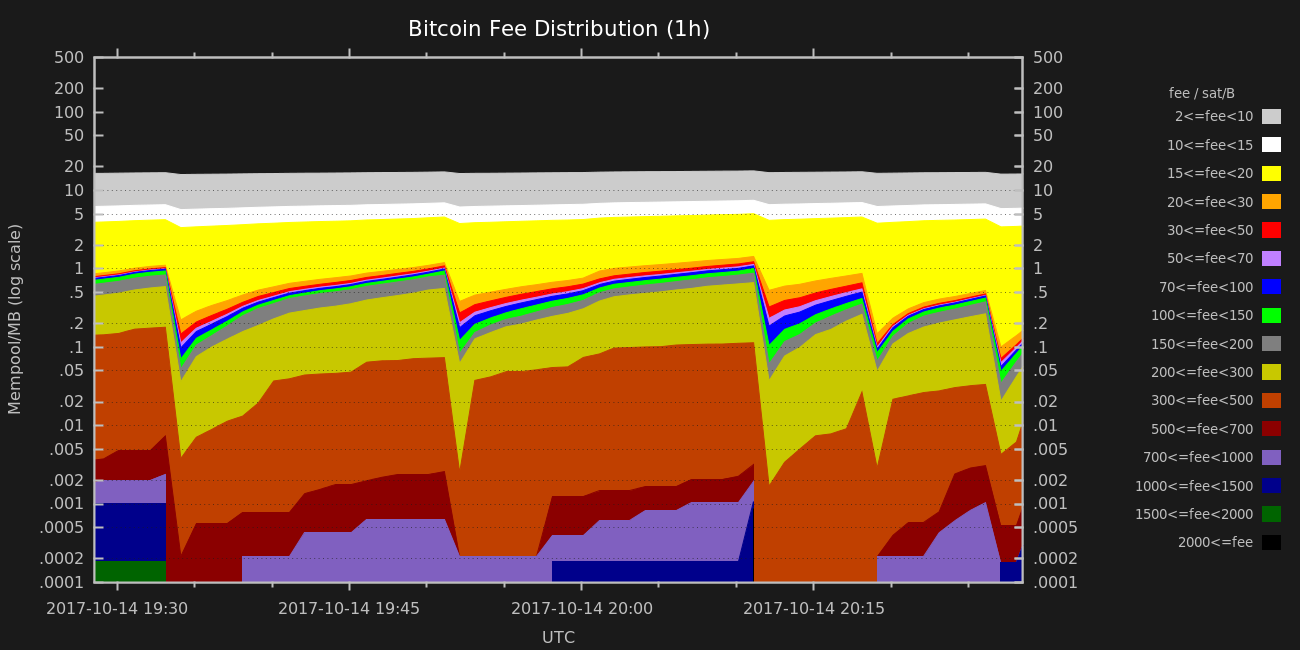 Bitcoin Fee Distribution (1h)
500 500
200 200
100 100
50 50
20 20
10 10
5 5
2 2
1 1
.5 .5
.2 .2
.1 .1
.05 .05
.02 .02
.01 .01
.005 .005
.002 .002
.001 .001
.0005 .0005
.0002 .0002
.0001 .0001
Mempool/MB (log scale)
2017-10-14 19:30 2017-10-14 19:45 2017-10-14 20:00 2017-10-14 20:15
UTC
fee / sat/B
2<=fee<10
10<=fee<15
15<=fee<20
20<=fee<30
30<=fee<50
50<=fee<70
70<=fee<100
100<=fee<150
150<=fee<200
200<=fee<300
300<=fee<500
500<=fee<700
700<=fee<1000
1000<=fee<1500
1500<=fee<2000
2000<=fee